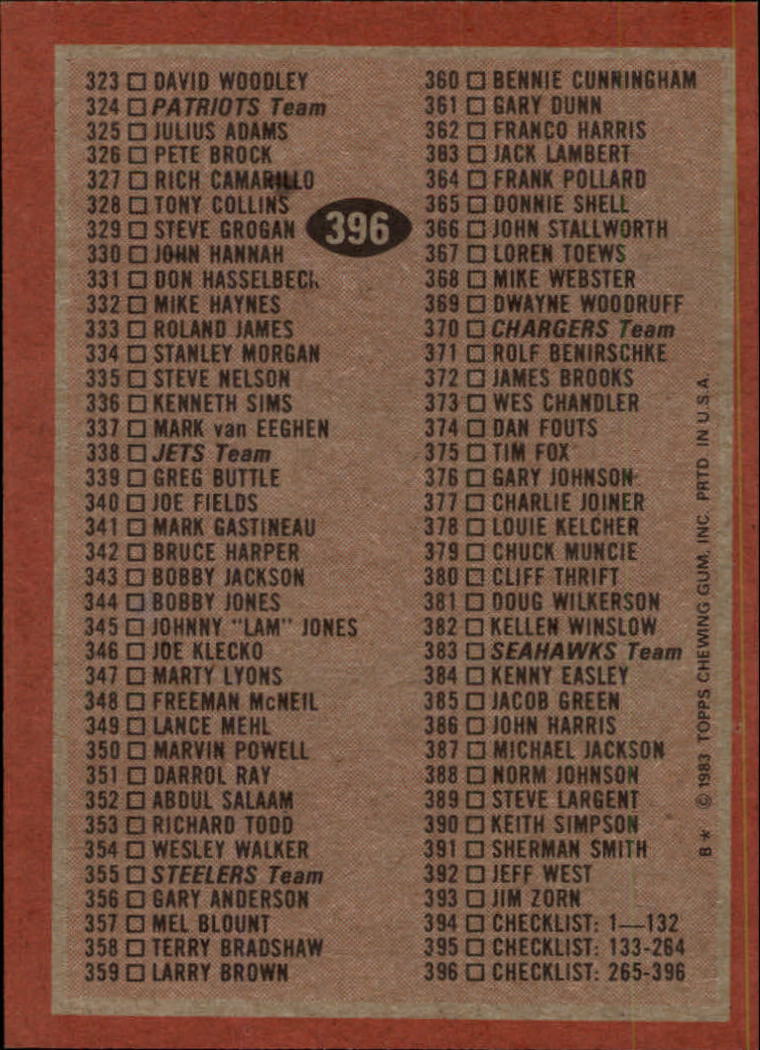 323 ☐ DAVID WOODLEY
324 ☐ PATRIOTS Team
325 ☐ JULIUS ADAMS
326 ☐ PETE BROCK
327 ☐ RICH CAMARILLO
328 ☐ TONY COLLINS
329 ☐ STEVE GROGAN
330 ☐ JOHN HANNAH
331 ☐ DON HASSELBECK
332 ☐ MIKE HAYNES
333 ☐ ROLAND JAMES
334 ☐ STANLEY MORGAN
335 ☐ STEVE NELSON
336 ☐ KENNETH SIMS
337 ☐ MARK van EEGHEN
338 ☐ JETS Team
339 ☐ GREG BUTTLE
340 ☐ JOE FIELDS
341 ☐ MARK GASTINEAU
342 ☐ BRUCE HARPER
343 ☐ BOBBY JACKSON
344 ☐ BOBBY JONES
345 ☐ JOHNNY "LAM" JONES
346 ☐ JOE KLECKO
347 ☐ MARTY LYONS
348 ☐ FREEMAN McNEIL
349 ☐ LANCE MEHL
350 ☐ MARVIN POWELL
351 ☐ DARROL RAY
352 ☐ ABDUL SALAAM
353 ☐ RICHARD TODD
354 ☐ WESLEY WALKER
355 ☐ STEELERS Team
356 ☐ GARY ANDERSON
357 ☐ MEL BLOUNT
358 ☐ TERRY BRADSHAW
359 ☐ LARRY BROWN
396
360 ☐ BENNIE CUNNINGHAM
361 ☐ GARY DUNN
362 ☐ FRANCO HARRIS
363 ☐ JACK LAMBERT
364 ☐ FRANK POLLARD
365 ☐ DONNIE SHELL
366 ☐ JOHN STALLWORTH
367 ☐ LOREN TOEWS
368 ☐ MIKE WEBSTER
369 ☐ DWAYNE WOODRUFF
370 ☐ CHARGERS Team
371 ☐ ROLF BENIRSCHKE
372 ☐ JAMES BROOKS
373 ☐ WES CHANDLER
374 ☐ DAN FOUTS
375 ☐ TIM FOX
376 ☐ GARY JOHNSON
377 ☐ CHARLIE JOINER
378 ☐ LOUIE KELCHER
379 ☐ CHUCK MUNCIE
380 ☐ CLIFF THRIFT
381 ☐ DOUG WILKERSON
382 ☐ KELLEN WINSLOW
383 ☐ SEAHAWKS Team
384 ☐ KENNY EASLEY
385 ☐ JACOB GREEN
386 ☐ JOHN HARRIS
387 ☐ MICHAEL JACKSON
388 ☐ NORM JOHNSON
389 ☐ STEVE LARGENT
390 ☐ KEITH SIMPSON
391 ☐ SHERMAN SMITH
392 ☐ JEFF WEST
393 ☐ JIM ZORN
394 ☐ CHECKLIST: 1—132
395 ☐ CHECKLIST: 133-264
396 ☐ CHECKLIST: 265-396
B* © 1983 TOPPS CHEWING GUM, INC. PRTD. IN U.S.A.